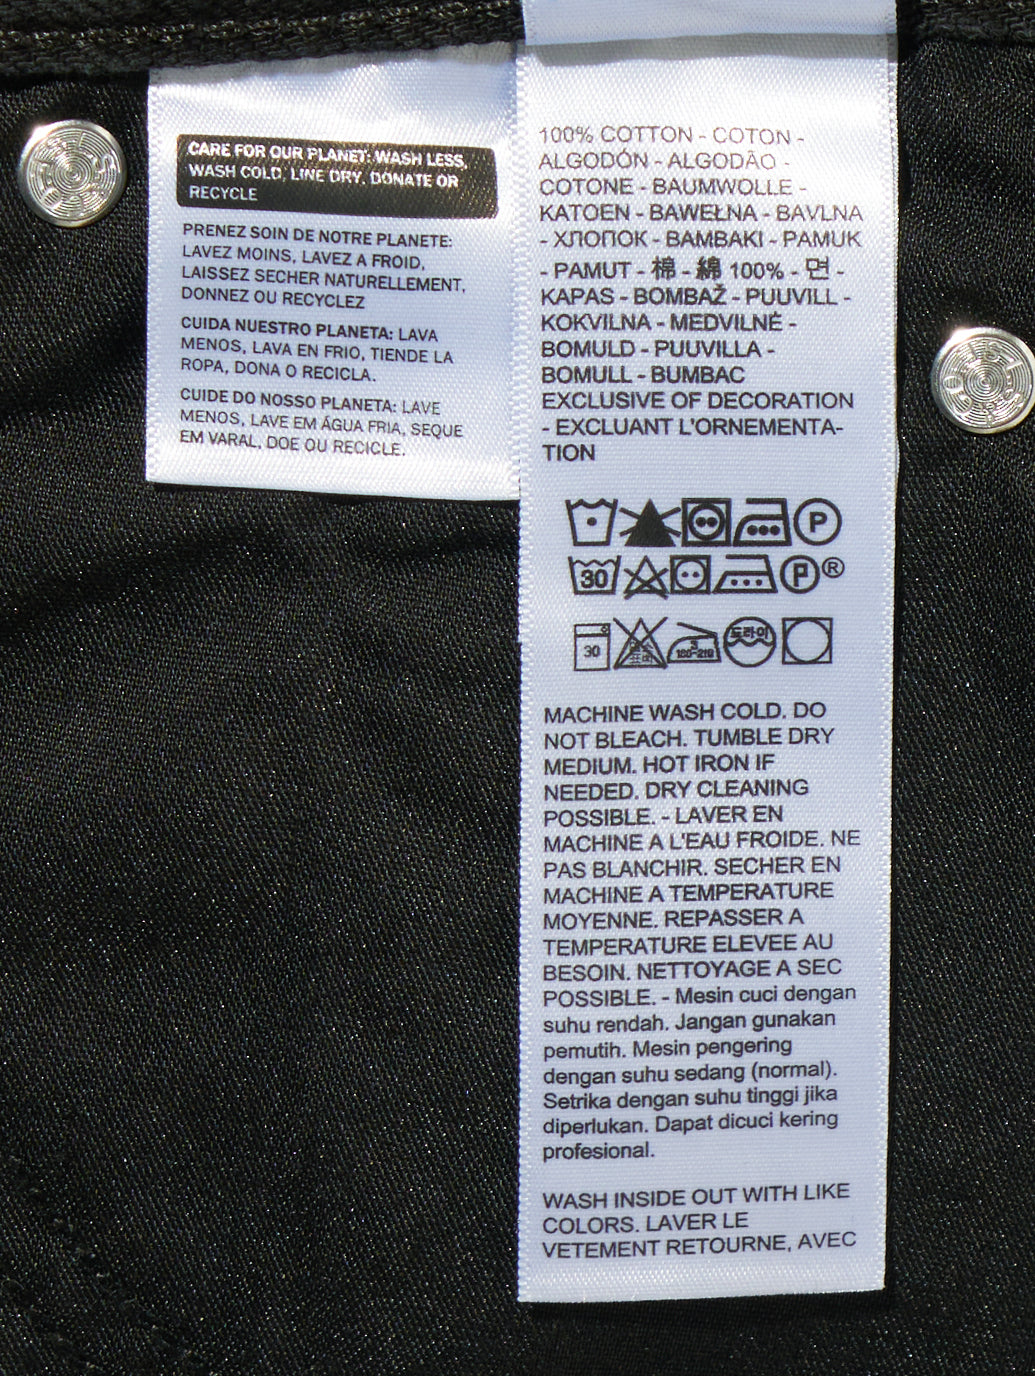 CARE FOR OUR PLANET: WASH LESS,
WASH COLD, LINE DRY, DONATE OR
RECYCLE
PRENEZ SOIN DE NOTRE PLANETE:
LAVEZ MOINS, LAVEZ A FROID,
LAISSEZ SECHER NATURELLEMENT,
DONNEZ OU RECYCLEZ
CUIDA NUESTRO PLANETA: LAVA
MENOS, LAVA EN FRIO, TIENDE LA
ROPA, DONA O RECICLA.
CUIDE DO NOSSO PLANETA: LAVE
MENOS, LAVE EM ÁGUA FRIA, SEQUE
EM VARAL, DOE OU RECICLE.
100% COTTON - COTON -
ALGODÓN - ALGODÃO -
COTONE - BAUMWOLLE -
KATOEN - BAWEŁNA - BAVLNA
- ХЛОПОК - BAMBAKI - PAMUK
- PAMUT - 棉 - 綿 100% - 면 -
KAPAS - BOMBAŽ - PUUVILL -
KOKVILNA - MEDVILNĖ -
BOMULD - PUUVILLA -
BOMULL - BUMBAC
EXCLUSIVE OF DECORATION
- EXCLUANT L'ORNEMENTA-
TION
P
30 P ®
30 180-210 드라이
MACHINE WASH COLD. DO
NOT BLEACH. TUMBLE DRY
MEDIUM. HOT IRON IF
NEEDED. DRY CLEANING
POSSIBLE. - LAVER EN
MACHINE A L'EAU FROIDE. NE
PAS BLANCHIR. SECHER EN
MACHINE A TEMPERATURE
MOYENNE. REPASSER A
TEMPERATURE ELEVEE AU
BESOIN. NETTOYAGE A SEC
POSSIBLE. - Mesin cuci dengan
suhu rendah. Jangan gunakan
pemutih. Mesin pengering
dengan suhu sedang (normal).
Setrika dengan suhu tinggi jika
diperlukan. Dapat dicuci kering
profesional.
WASH INSIDE OUT WITH LIKE
COLORS. LAVER LE
VETEMENT RETOURNE, AVEC